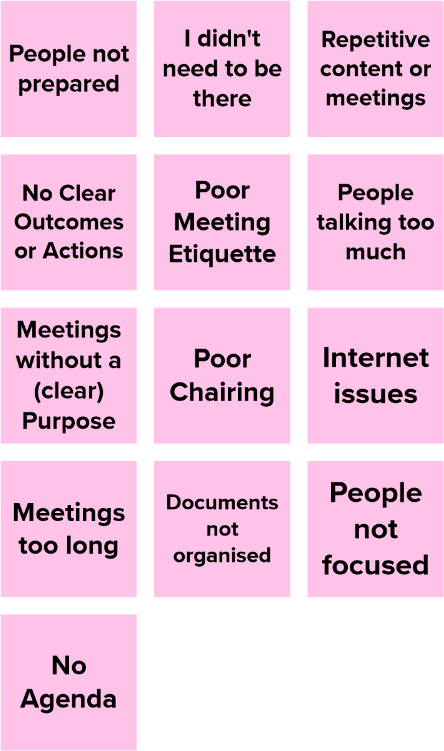 People not
prepared
I didn't
need to be
there
Repetitive
content or
meetings
No Clear
Outcomes
or Actions
Poor
Meeting
Etiquette
People
talking too
much
Meetings
without a
(clear)
Purpose
Poor
Chairing
Internet
issues
Meetings
too long
Documents
not
organised
People
not
focused
No
Agenda